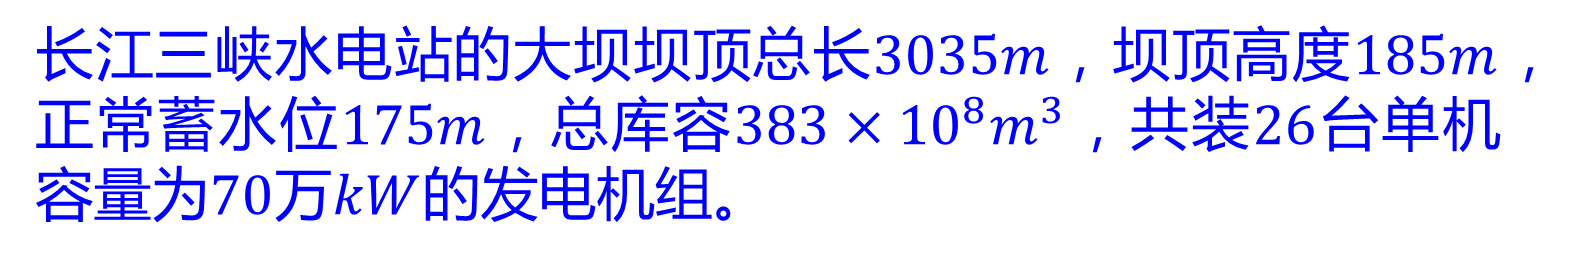 长江三峡水电站的大坝坝顶总长3035m，坝顶高度185m，
正常蓄水位175m，总库容383 × 10⁸m³，共装26台单机
容量为70万kW的发电机组。